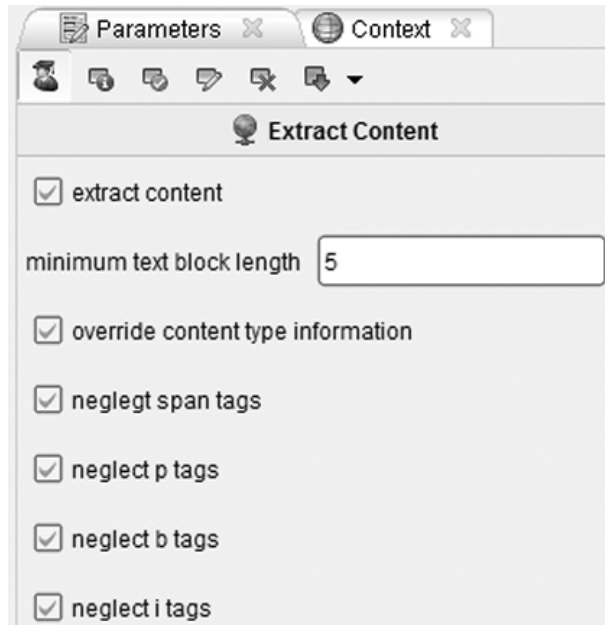 Parameters Context
Extract Content
extract content
minimum text block length 5
override content type information
neglegt span tags
neglect p tags
neglect b tags
neglect i tags